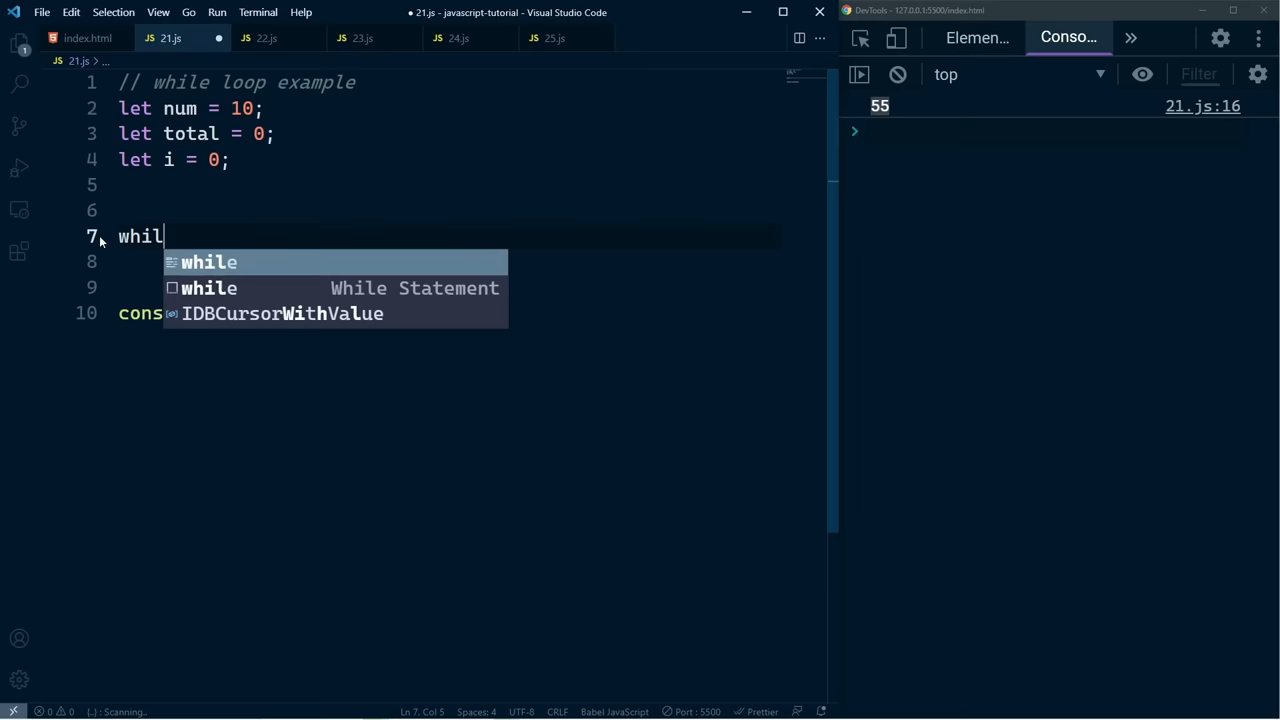 File Edit Selection View Go Run Terminal Help
● 21.js - javascript-tutorial - Visual Studio Code
DevTools - 127.0.0.1:5500/index.html
index.html JS 21.js JS 22.js JS 23.js JS 24.js JS 25.js
Elemen... Conso...
JS 21.js > ...
top Filter
1 // while loop example
2 let num = 10;
3 let total = 0;
4 let i = 0;
5
6
7 whil
8 while
9 while While Statement
10 cons IDBCursorWithValue
55 21.js:16
>
1
0 0 {..} : Scanning.. Ln 7, Col 5 Spaces: 4 UTF-8 CRLF Babel JavaScript Port : 5500 Prettier